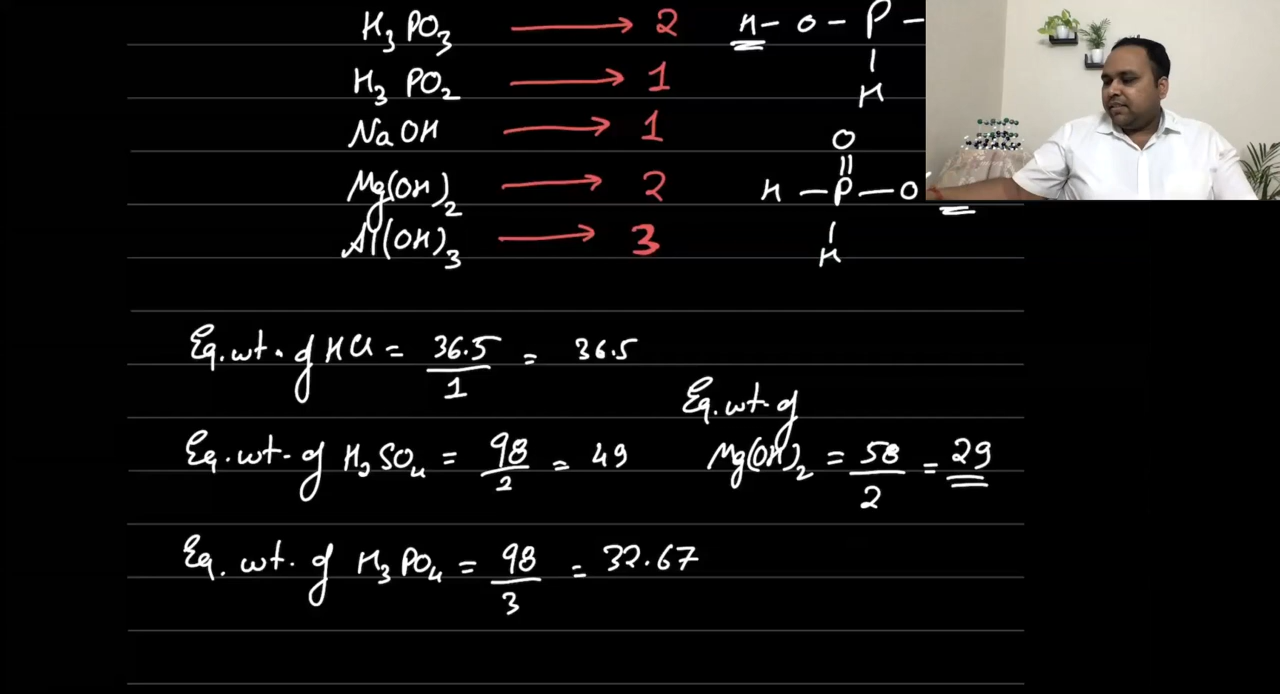 H₃PO₃ → 2
H₃PO₂ → 1
NaOH → 1
Mg(OH)₂ → 2
Al(OH)₃ → 3
H – O – P –
|
H
O
||
H – P – O
|
H
Eq. wt. of HCl = 36.5/1 = 36.5
Eq. wt. of H₂SO₄ = 98/2 = 49
Eq. wt. of
Mg(OH)₂ = 58/2 = 29
Eq. wt. of H₃PO₄ = 98/3 = 32.67